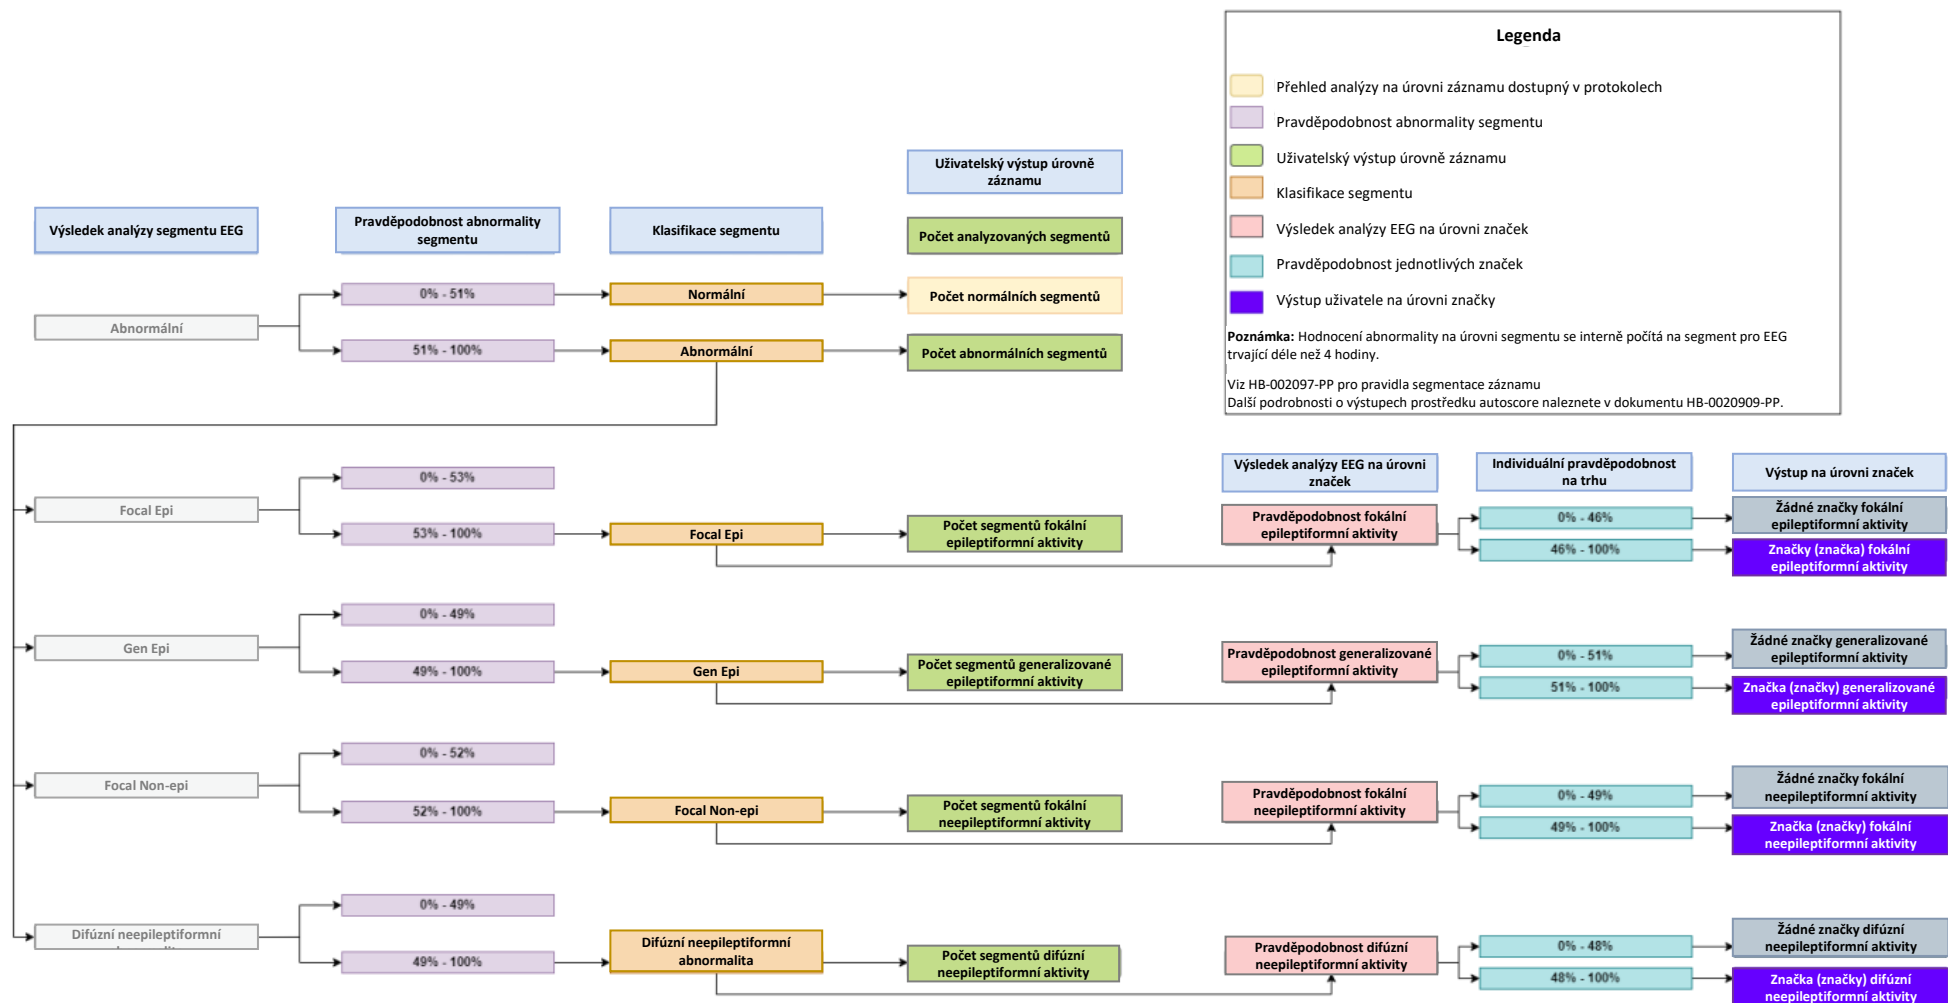 Legenda
Přehled analýzy na úrovni záznamu dostupný v protokolech
Pravděpodobnost abnormality segmentu
Uživatelský výstup úrovně záznamu
Klasifikace segmentu
Výsledek analýzy EEG na úrovni značek
Pravděpodobnost jednotlivých značek
Výstup uživatele na úrovni značky
Poznámka: Hodnocení abnormality na úrovni segmentu se interně počítá na segment pro EEG
trvající déle než 4 hodiny.
Viz HB-002097-PP pro pravidla segmentace záznamu
Další podrobnosti o výstupech prostředku autoscore naleznete v dokumentu HB-0020909-PP.
Výsledek analýzy segmentu EEG
Pravděpodobnost abnormality
segmentu
Klasifikace segmentu
Uživatelský výstup úrovně
záznamu
Počet analyzovaných segmentů
Abnormální
0% - 51%
Normální
Počet normálních segmentů
51% - 100%
Abnormální
Počet abnormálních segmentů
Výsledek analýzy EEG na úrovni
značek
Individuální pravděpodobnost
na trhu
Výstup na úrovni značek
Focal Epi
0% - 53%
53% - 100%
Focal Epi
Počet segmentů fokální
epileptiformní aktivity
Pravděpodobnost fokální
epileptiformní aktivity
0% - 46%
Žádné značky fokální
epileptiformní aktivity
46% - 100%
Značky (značka) fokální
epileptiformní aktivity
Gen Epi
0% - 49%
49% - 100%
Gen Epi
Počet segmentů generalizované
epileptiformní aktivity
Pravděpodobnost generalizované
epileptiformní aktivity
0% - 51%
Žádné značky generalizované
epileptiformní aktivity
51% - 100%
Značka (značky) generalizované
epileptiformní aktivity
Focal Non-epi
0% - 52%
52% - 100%
Focal Non-epi
Počet segmentů fokální
neepileptiformní aktivity
Pravděpodobnost fokální
neepileptiformní aktivity
0% - 49%
Žádné značky fokální
neepileptiformní aktivity
49% - 100%
Značka (značky) fokální
neepileptiformní aktivity
Difúzní neepileptiformní
0% - 49%
49% - 100%
Difúzní neepileptiformní
abnormalita
Počet segmentů difúzní
neepileptiformní aktivity
Pravděpodobnost difúzní
neepileptiformní aktivity
0% - 48%
Žádné značky difúzní
neepileptiformní aktivity
48% - 100%
Značka (značky) difúzní
neepileptiformní aktivity